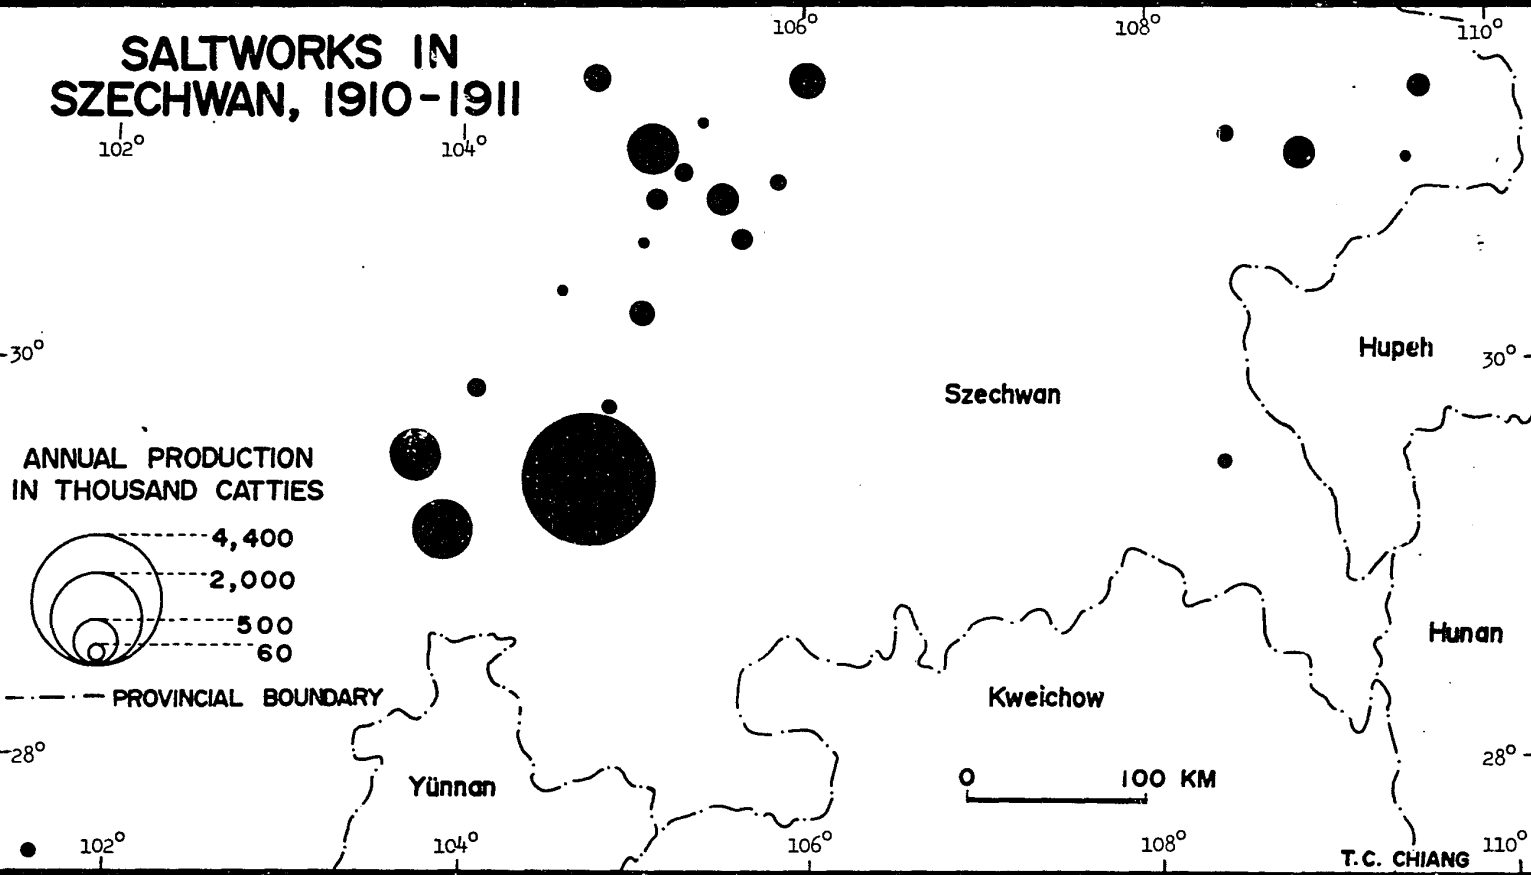 SALTWORKS IN
SZECHWAN, 1910-1911
106°
108°
110°
102°
104°
30°
Hupeh
30°
Szechwan
ANNUAL PRODUCTION
IN THOUSAND CATTIES
4,400
2,000
500
60
Hunan
PROVINCIAL BOUNDARY
Kweichow
28°
28°
Yünnan
0 100 KM
102°
104°
106°
108°
110°
T.C. CHIANG